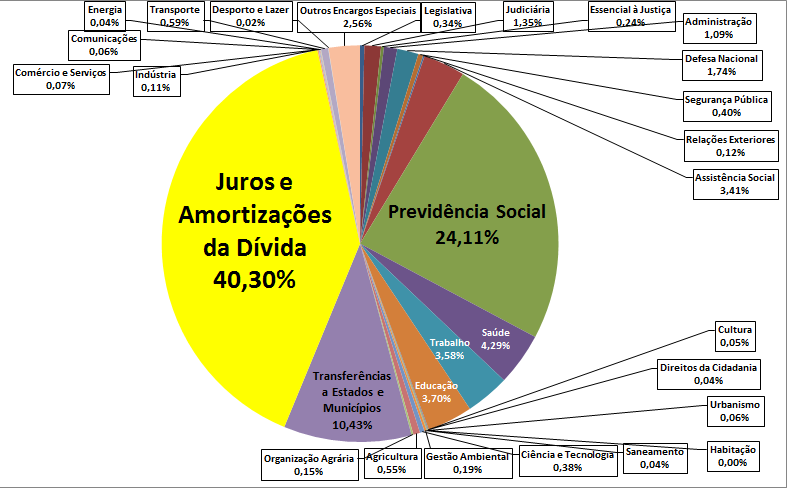 Energia
0,04%
Transporte
0,59%
Desporto e Lazer
0,02%
Outros Encargos Especiais
2,56%
Legislativa
0,34%
Judiciária
1,35%
Essencial à Justiça
0,24%
Administração
1,09%
Comunicações
0,06%
Defesa Nacional
1,74%
Comércio e Serviços
0,07%
Indústria
0,11%
Segurança Pública
0,40%
Relações Exteriores
0,12%
Assistência Social
3,41%
Juros e
Amortizações
da Dívida
40,30%
Previdência Social
24,11%
Saúde
4,29%
Trabalho
3,58%
Educação
3,70%
Transferências
a Estados e
Municípios
10,43%
Cultura
0,05%
Direitos da Cidadania
0,04%
Urbanismo
0,06%
Habitação
0,00%
Saneamento
0,04%
Ciência e Tecnologia
0,38%
Gestão Ambiental
0,19%
Agricultura
0,55%
Organização Agrária
0,15%